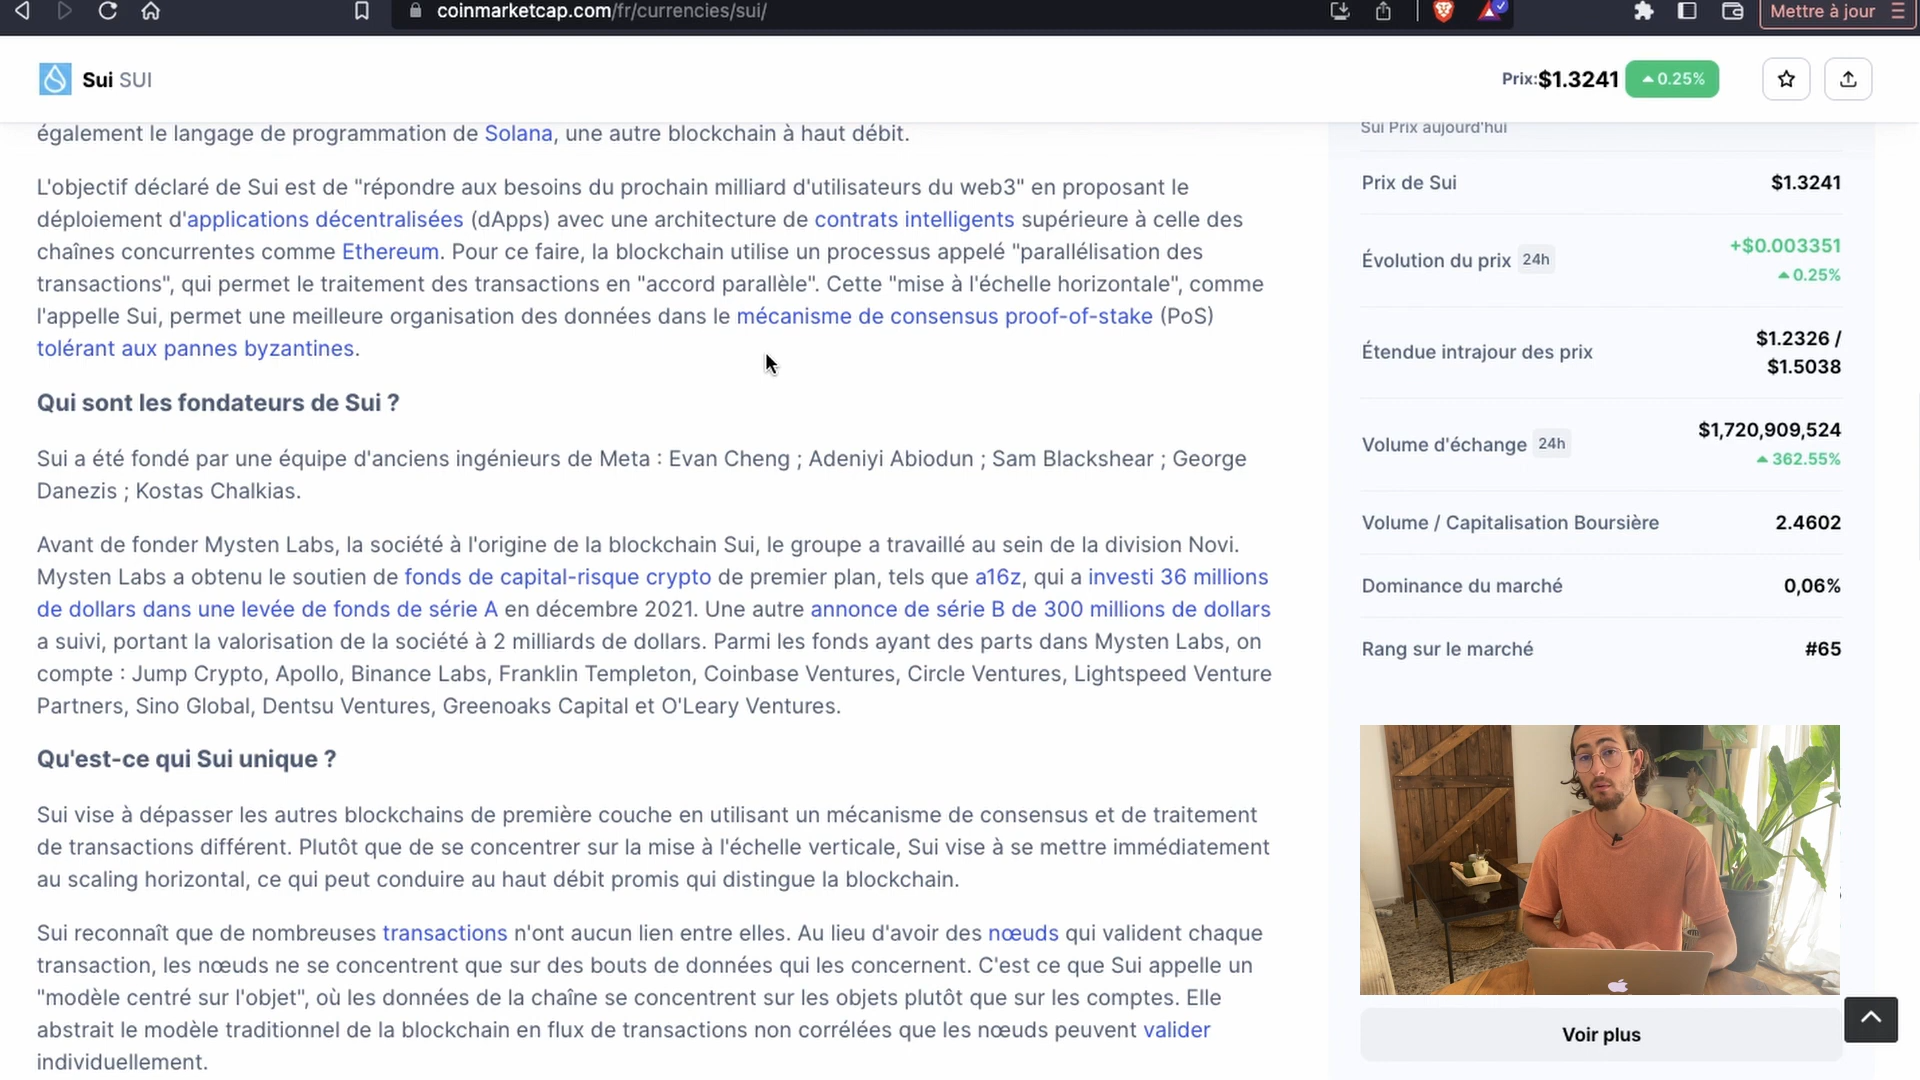 coinmarketcap.com/fr/currencies/sui/
Mettre à jour
Sui SUI
Prix:$1.3241
0.25%
également le langage de programmation de Solana, une autre blockchain à haut débit.
L'objectif déclaré de Sui est de "répondre aux besoins du prochain milliard d'utilisateurs du web3" en proposant le
déploiement d'applications décentralisées (dApps) avec une architecture de contrats intelligents supérieure à celle des
chaînes concurrentes comme Ethereum. Pour ce faire, la blockchain utilise un processus appelé "parallélisation des
transactions", qui permet le traitement des transactions en "accord parallèle". Cette "mise à l'échelle horizontale", comme
l'appelle Sui, permet une meilleure organisation des données dans le mécanisme de consensus proof-of-stake (PoS)
tolérant aux pannes byzantines.
Qui sont les fondateurs de Sui ?
Sui a été fondé par une équipe d'anciens ingénieurs de Meta : Evan Cheng ; Adeniyi Abiodun ; Sam Blackshear ; George
Danezis ; Kostas Chalkias.
Avant de fonder Mysten Labs, la société à l'origine de la blockchain Sui, le groupe a travaillé au sein de la division Novi.
Mysten Labs a obtenu le soutien de fonds de capital-risque crypto de premier plan, tels que a16z, qui a investi 36 millions
de dollars dans une levée de fonds de série A en décembre 2021. Une autre annonce de série B de 300 millions de dollars
a suivi, portant la valorisation de la société à 2 milliards de dollars. Parmi les fonds ayant des parts dans Mysten Labs, on
compte : Jump Crypto, Apollo, Binance Labs, Franklin Templeton, Coinbase Ventures, Circle Ventures, Lightspeed Venture
Partners, Sino Global, Dentsu Ventures, Greenoaks Capital et O'Leary Ventures.
Qu'est-ce qui Sui unique ?
Sui vise à dépasser les autres blockchains de première couche en utilisant un mécanisme de consensus et de traitement
de transactions différent. Plutôt que de se concentrer sur la mise à l'échelle verticale, Sui vise à se mettre immédiatement
au scaling horizontal, ce qui peut conduire au haut débit promis qui distingue la blockchain.
Sui reconnaît que de nombreuses transactions n'ont aucun lien entre elles. Au lieu d'avoir des nœuds qui valident chaque
transaction, les nœuds ne se concentrent que sur des bouts de données qui les concernent. C'est ce que Sui appelle un
"modèle centré sur l'objet", où les données de la chaîne se concentrent sur les objets plutôt que sur les comptes. Elle
abstrait le modèle traditionnel de la blockchain en flux de transactions non corrélées que les nœuds peuvent valider
individuellement.
Sui Prix aujourd'hui
Prix de Sui
$1.3241
Évolution du prix 24h
+$0.003351
0.25%
Étendue intrajour des prix
$1.2326 /
$1.5038
Volume d'échange 24h
$1,720,909,524
362.55%
Volume / Capitalisation Boursière
2.4602
Dominance du marché
0,06%
Rang sur le marché
#65
Voir plus